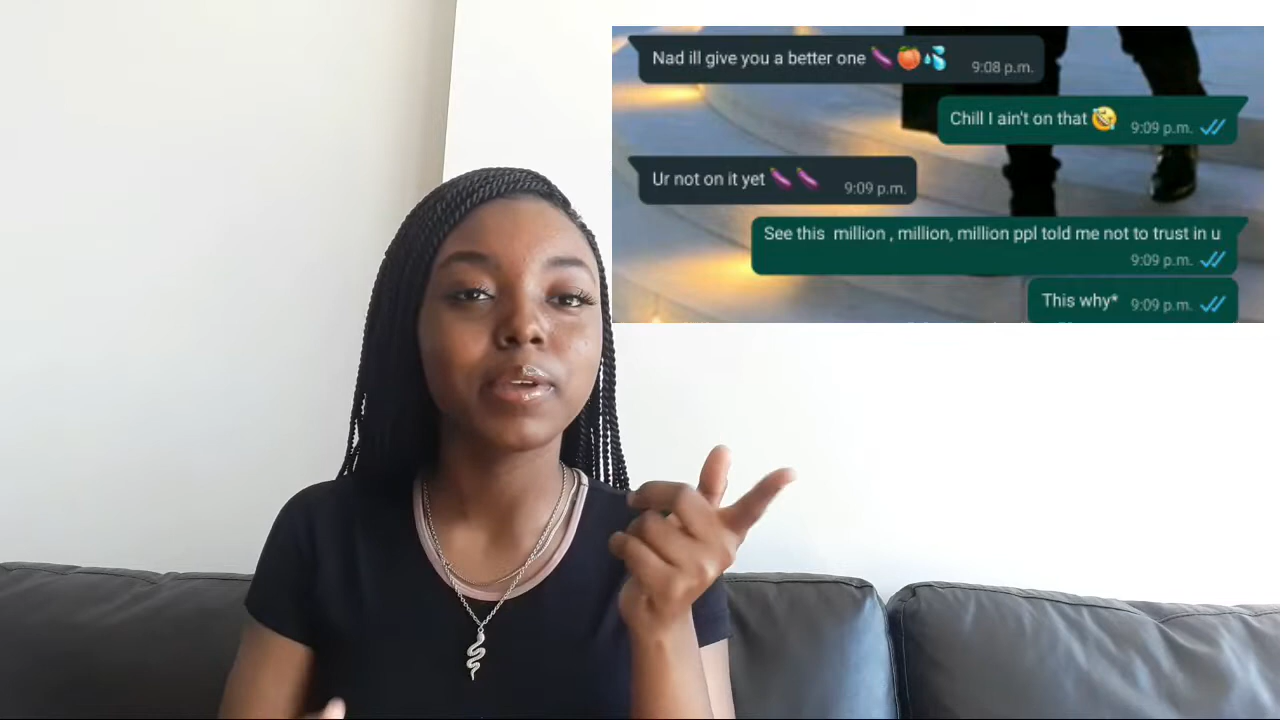 Nad ill give you a better one 🍆🍑💦
9:08 p.m.
Chill I ain't on that 🤣
9:09 p.m.
Ur not on it yet 🍆🍆
9:09 p.m.
See this million , million, million ppl told me not to trust in u
9:09 p.m.
This why*
9:09 p.m.